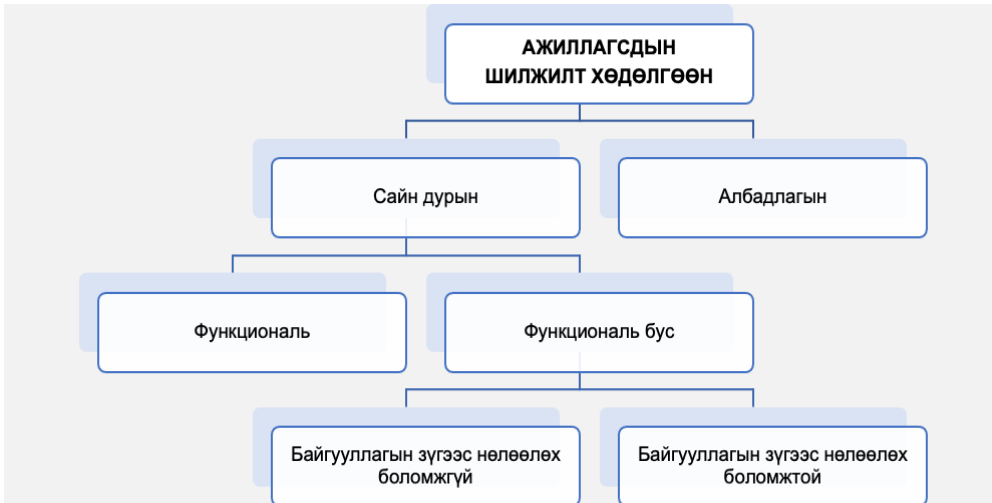 АЖИЛЛАГСДЫН
ШИЛЖИЛТ ХӨДӨЛГӨӨН
Сайн дурын
Албадлагын
Функциональ
Функциональ бус
Байгууллагын зүгээс нөлөөлөх
боломжгүй
Байгууллагын зүгээс нөлөөлөх
боломжтой